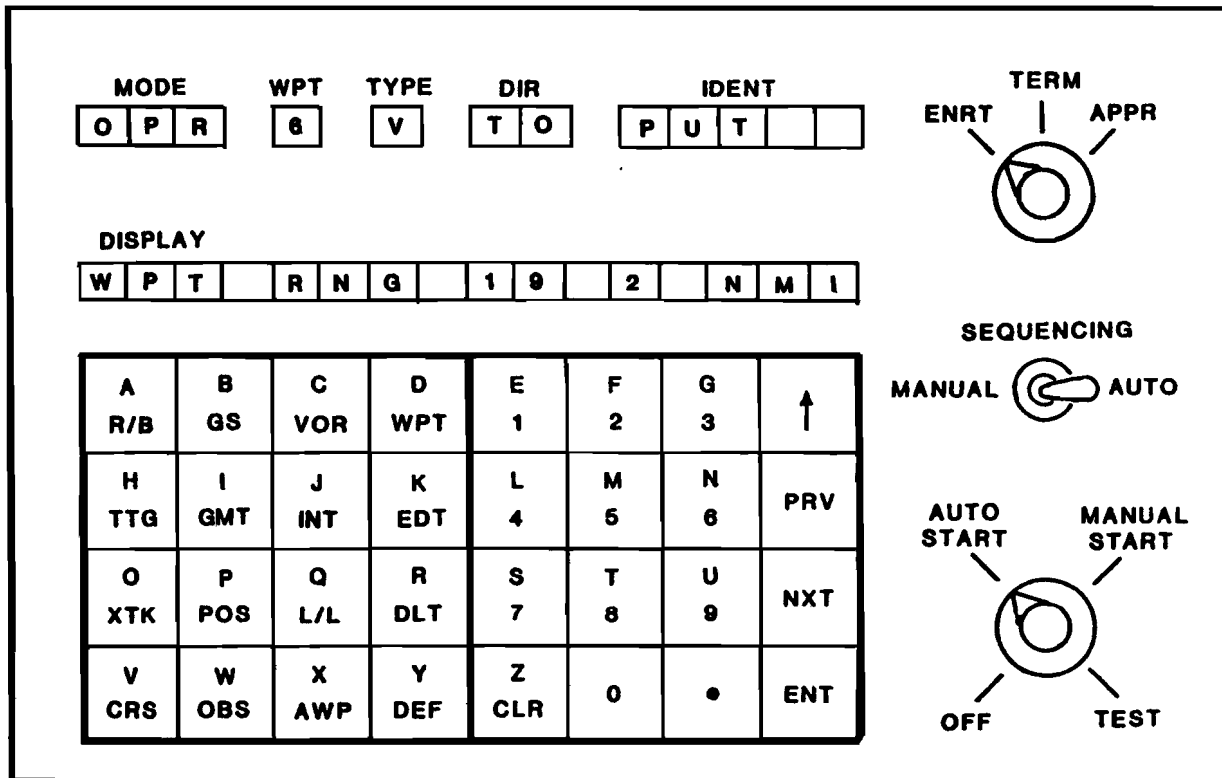 MODE WPT TYPE DIR IDENT
O P R 6 V T O P U T
DISPLAY
W P T R N G 1 9 2 N M I
A B C D E F G ↑
R/B GS VOR WPT 1 2 3
H I J K L M N PRV
TTG GMT INT EDT 4 5 6
O P Q R S T U NXT
XTK POS L/L DLT 7 8 9
V W X Y Z 0 • ENT
CRS OBS AWP DEF CLR
TERM
ENRT APPR
SEQUENCING
MANUAL AUTO
AUTO MANUAL
START START
OFF TEST